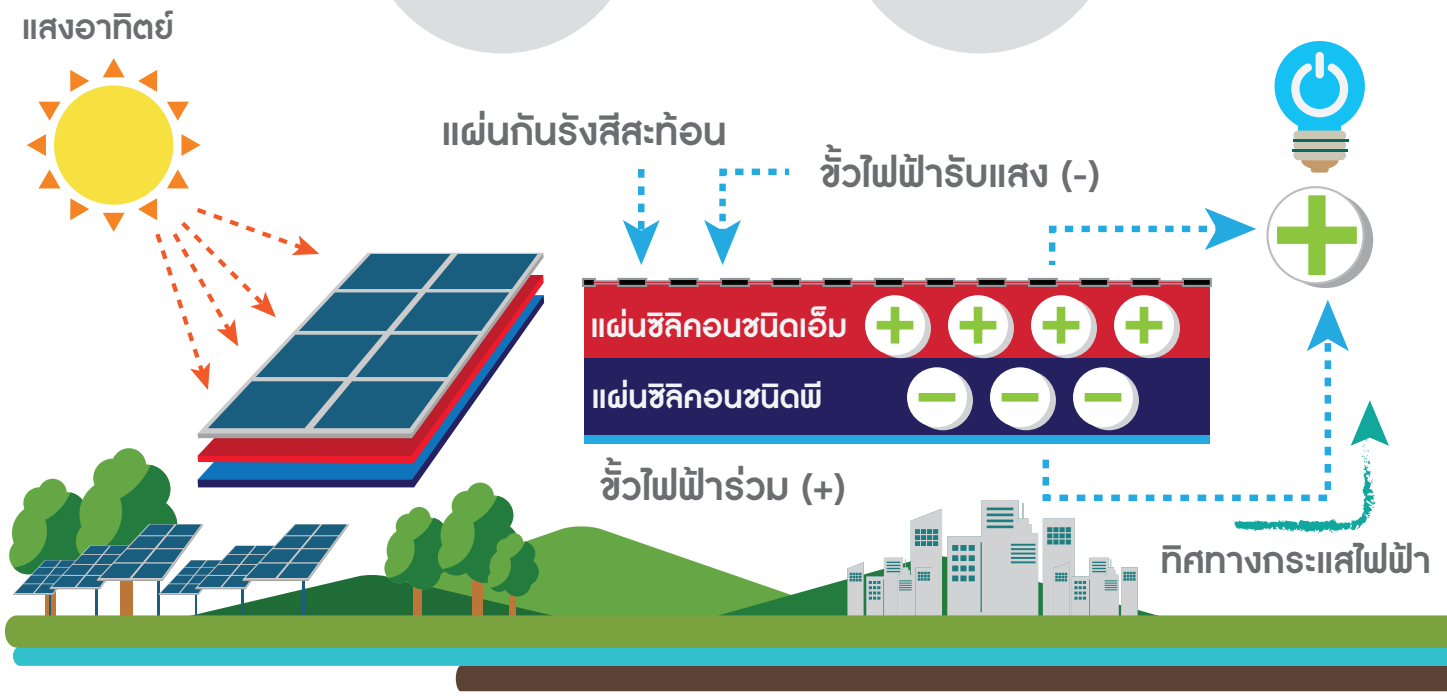 แสงอาทิตย์
แผ่นกันรังสีสะท้อน
ขั้วไฟฟ้ารับแสง (-)
แผ่นซิลิคอนชนิดเอ็ม
แผ่นซิลิคอนชนิดพี
ขั้วไฟฟ้าร่วม (+)
ทิศทางกระแสไฟฟ้า